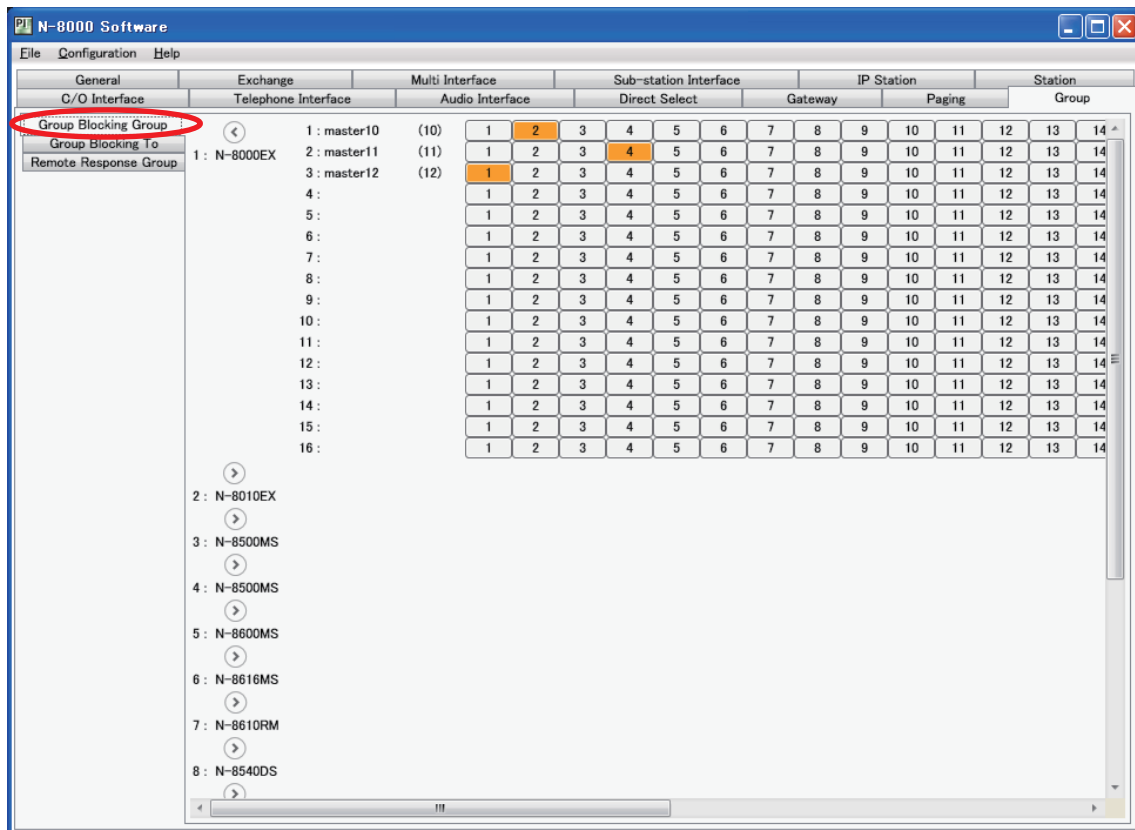 N-8000 Software
File Configuration Help
General Exchange Multi Interface Sub-station Interface IP Station Station
C/O Interface Telephone Interface Audio Interface Direct Select Gateway Paging Group
Group Blocking Group
Group Blocking To
Remote Response Group
1 : N-8000EX
1 : master10 (10) 1 2 3 4 5 6 7 8 9 10 11 12 13 14
2 : master11 (11) 1 2 3 4 5 6 7 8 9 10 11 12 13 14
3 : master12 (12) 1 2 3 4 5 6 7 8 9 10 11 12 13 14
4 : 1 2 3 4 5 6 7 8 9 10 11 12 13 14
5 : 1 2 3 4 5 6 7 8 9 10 11 12 13 14
6 : 1 2 3 4 5 6 7 8 9 10 11 12 13 14
7 : 1 2 3 4 5 6 7 8 9 10 11 12 13 14
8 : 1 2 3 4 5 6 7 8 9 10 11 12 13 14
9 : 1 2 3 4 5 6 7 8 9 10 11 12 13 14
10 : 1 2 3 4 5 6 7 8 9 10 11 12 13 14
11 : 1 2 3 4 5 6 7 8 9 10 11 12 13 14
12 : 1 2 3 4 5 6 7 8 9 10 11 12 13 14
13 : 1 2 3 4 5 6 7 8 9 10 11 12 13 14
14 : 1 2 3 4 5 6 7 8 9 10 11 12 13 14
15 : 1 2 3 4 5 6 7 8 9 10 11 12 13 14
16 : 1 2 3 4 5 6 7 8 9 10 11 12 13 14
2 : N-8010EX
3 : N-8500MS
4 : N-8500MS
5 : N-8600MS
6 : N-8616MS
7 : N-8610RM
8 : N-8540DS